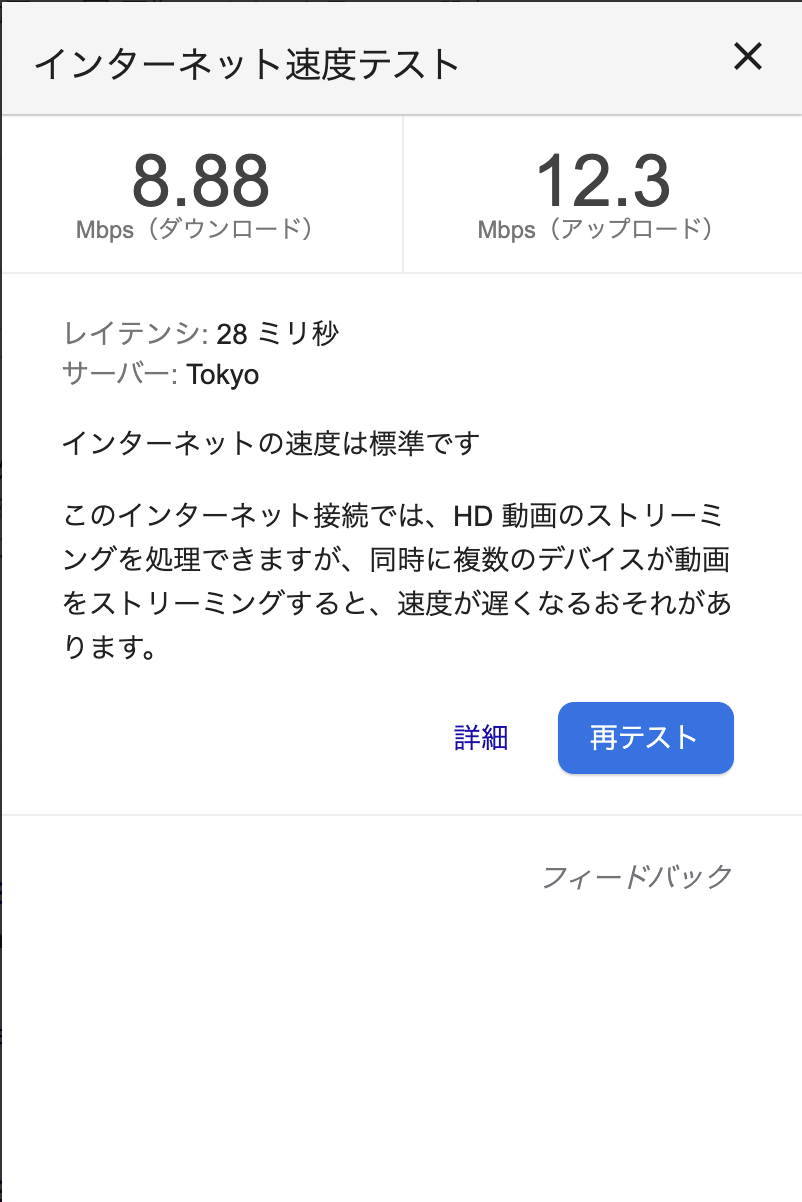 インターネット速度テスト
8.88
Mbps（ダウンロード）
12.3
Mbps（アップロード）
レイテンシ: 28 ミリ秒
サーバー: Tokyo
インターネットの速度は標準です
このインターネット接続では、HD 動画のストリーミ
ングを処理できますが、同時に複数のデバイスが動画
をストリーミングすると、速度が遅くなるおそれがあ
ります。
詳細
再テスト
フィードバック